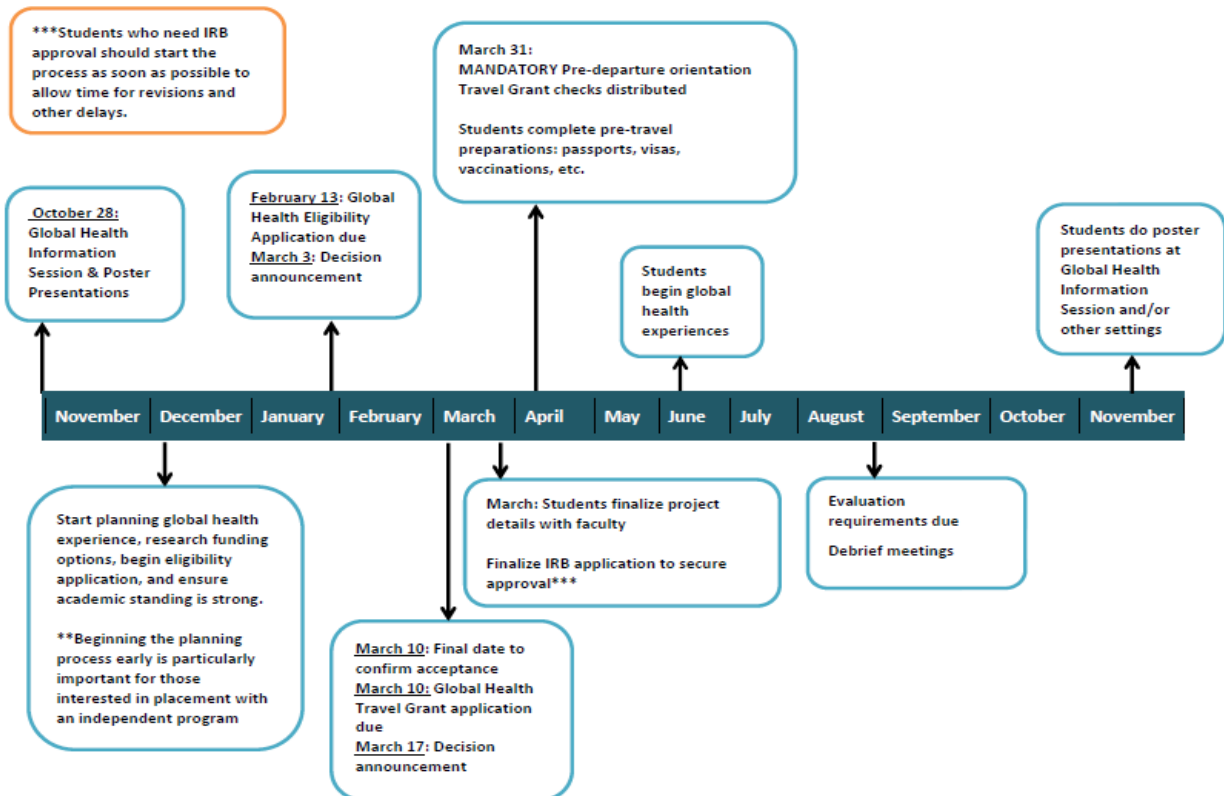 ***Students who need IRB
approval should start the
process as soon as possible to
allow time for revisions and
other delays.
March 31:
MANDATORY Pre-departure orientation
Travel Grant checks distributed
Students complete pre-travel
preparations: passports, visas,
vaccinations, etc.
October 28:
Global Health
Information
Session & Poster
Presentations
February 13: Global
Health Eligibility
Application due
March 3: Decision
announcement
Students
begin global
health
experiences
Students do poster
presentations at
Global Health
Information
Session and/or
other settings
November December January February March April May June July August September October November
Start planning global health
experience, research funding
options, begin eligibility
application, and ensure
academic standing is strong.
**Beginning the planning
process early is particularly
important for those
interested in placement with
an independent program
March 10: Final date to
confirm acceptance
March 10: Global Health
Travel Grant application
due
March 17: Decision
announcement
March: Students finalize project
details with faculty
Finalize IRB application to secure
approval***
Evaluation
requirements due
Debrief meetings